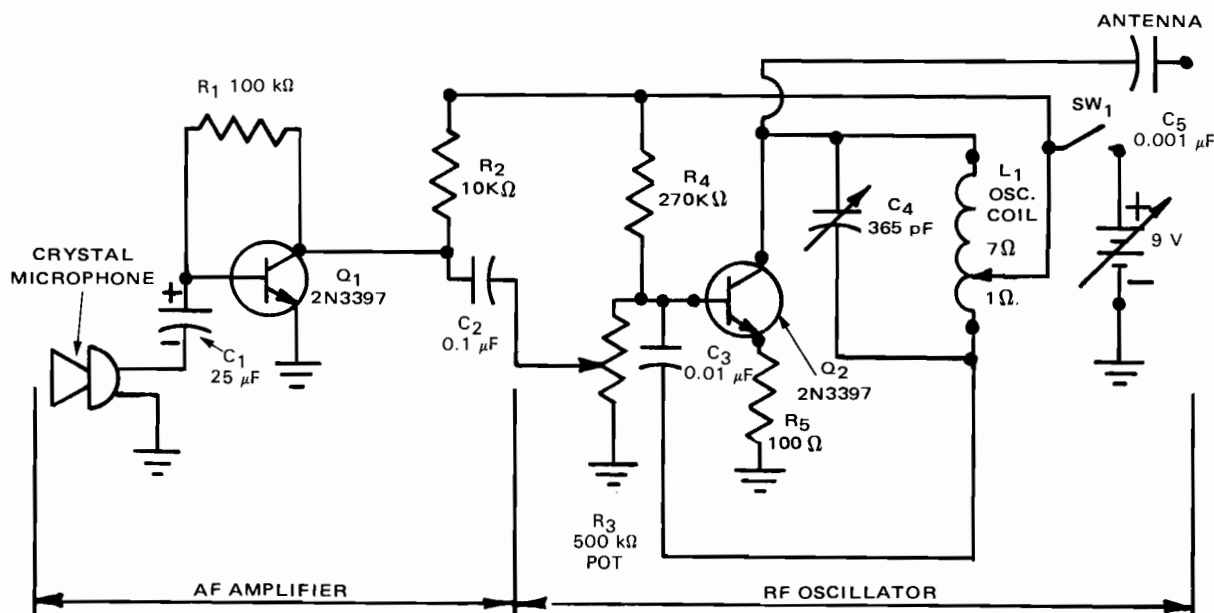 ANTENNA
R1 100 kΩ
SW1
C5
0.001 μF
R2
10KΩ
R4
270KΩ
C4
365 pF
L1
OSC.
COIL
7Ω
1Ω.
+
9 V
−
CRYSTAL
MICROPHONE
+
−
Q1
2N3397
C1
25 μF
C2
0.1 μF
C3
0.01 μF
Q2
2N3397
R5
100 Ω
R3
500 kΩ
POT
AF AMPLIFIER
RF OSCILLATOR